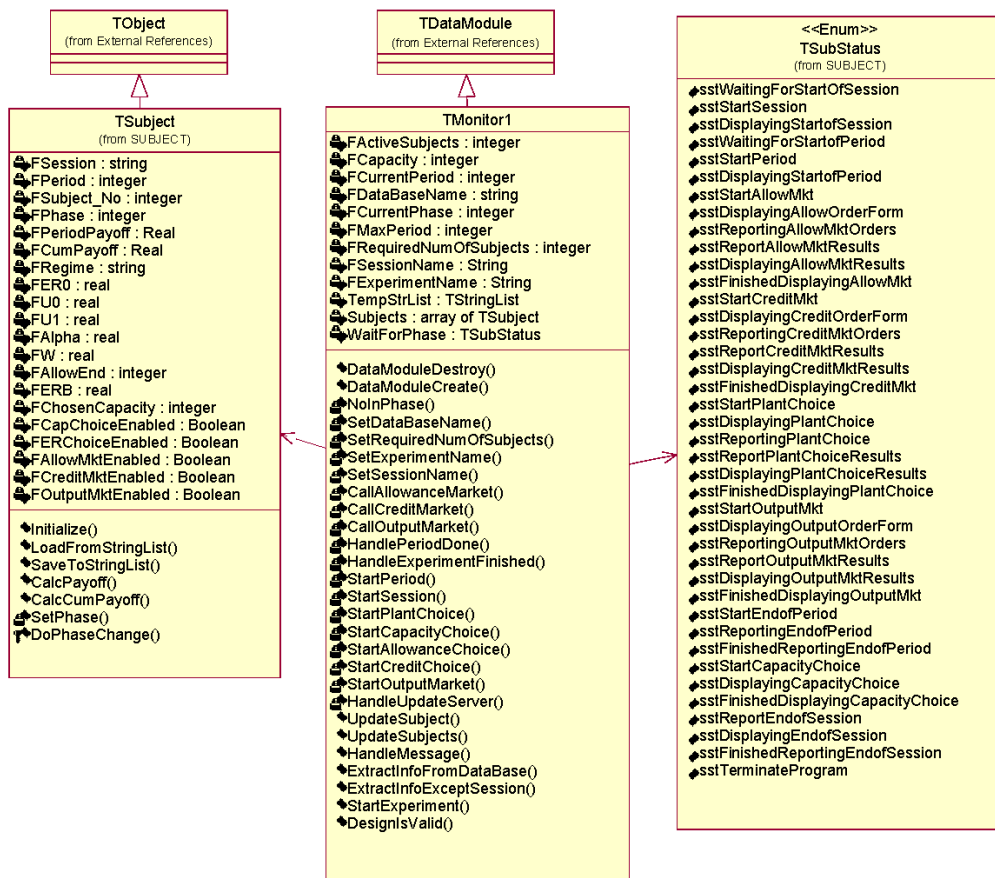 TObject
(from External References)
TSubject
(from SUBJECT)
FSession : string
FPeriod : integer
FSubject_No : integer
FPhase : integer
FPeriodPayoff : Real
FCumPayoff : Real
FRegime : string
FER0 : real
FU0 : real
FU1 : real
FAlpha : real
FW : real
FAllowEnd : integer
FERB : real
FChosenCapacity : integer
FCapChoiceEnabled : Boolean
FERChoiceEnabled : Boolean
FAllowMktEnabled : Boolean
FCreditMktEnabled : Boolean
FOutputMktEnabled : Boolean
Initialize()
LoadFromStringList()
SaveToStringList()
CalcPayoff()
CalcCumPayoff()
SetPhase()
DoPhaseChange()
TDataModule
(from External References)
TMonitor1
FActiveSubjects : integer
FCapacity : integer
FCurrentPeriod : integer
FDataBaseName : string
FCurrentPhase : integer
FMaxPeriod : integer
FRequiredNumOfSubjects : integer
FSessionName : String
FExperimentName : String
TempStrList : TStringList
Subjects : array of TSubject
WaitForPhase : TSubStatus
DataModuleDestroy()
DataModuleCreate()
NoInPhase()
SetDataBaseName()
SetRequiredNumOfSubjects()
SetExperimentName()
SetSessionName()
CallAllowanceMarket()
CallCreditMarket()
CallOutputMarket()
HandlePeriodDone()
HandleExperimentFinished()
StartPeriod()
StartSession()
StartPlantChoice()
StartCapacityChoice()
StartAllowanceChoice()
StartCreditChoice()
StartOutputMarket()
HandleUpdateServer()
UpdateSubject()
UpdateSubjects()
HandleMessage()
ExtractInfoFromDataBase()
ExtractInfoExceptSession()
StartExperiment()
DesignIsValid()
<<Enum>>
TSubStatus
(from SUBJECT)
sstWaitingForStartOfSession
sstStartSession
sstDisplayingStartofSession
sstWaitingForStartofPeriod
sstStartPeriod
sstDisplayingStartofPeriod
sstStartAllowMkt
sstDisplayingAllowOrderForm
sstReportingAllowMktOrders
sstReportAllowMktResults
sstDisplayingAllowMktResults
sstFinishedDisplayingAllowMkt
sstStartCreditMkt
sstDisplayingCreditOrderForm
sstReportingCreditMktOrders
sstReportCreditMktResults
sstDisplayingCreditMktResults
sstFinishedDisplayingCreditMkt
sstStartPlantChoice
sstDisplayingPlantChoice
sstReportingPlantChoice
sstReportPlantChoiceResults
sstDisplayingPlantChoiceResults
sstFinishedDisplayingPlantChoice
sstStartOutputMkt
sstDisplayingOutputOrderForm
sstReportingOutputMktOrders
sstReportOutputMktResults
sstDisplayingOutputMktResults
sstFinishedDisplayingOutputMkt
sstStartEndofPeriod
sstReportingEndofPeriod
sstFinishedReportingEndofPeriod
sstStartCapacityChoice
sstDisplayingCapacityChoice
sstFinishedDisplayingCapacityChoice
sstReportEndofSession
sstDisplayingEndofSession
sstFinishedReportingEndofSession
sstTerminateProgram